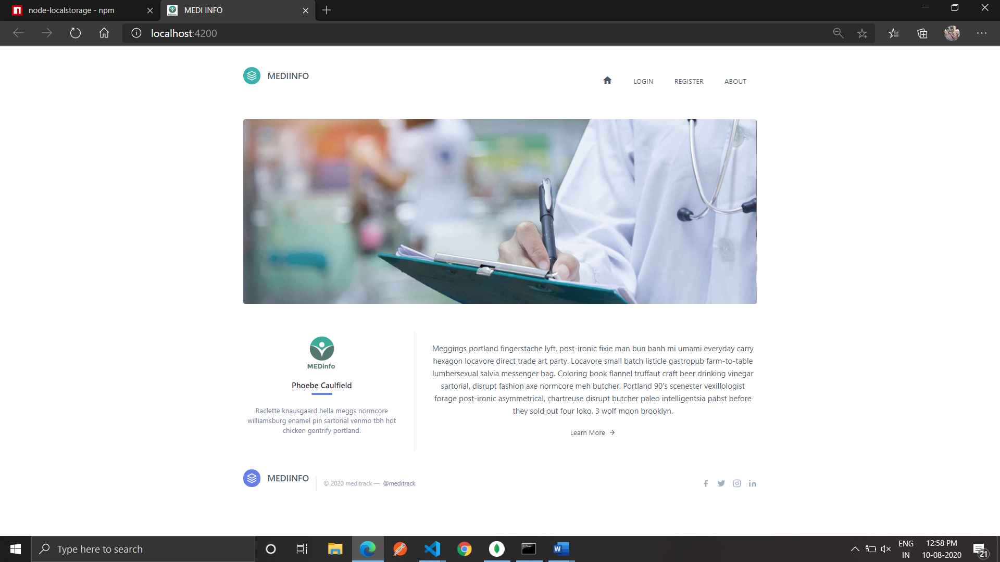 node-localstorage - npm
MEDI INFO
localhost:4200
MEDIINFO
LOGIN
REGISTER
ABOUT
MEDinfo
Phoebe Caulfield
Raclette knausgaard hella meggs normcore
williamsburg enamel pin sartorial venmo tbh hot
chicken gentrify portland.
Meggings portland fingerstache lyft, post-ironic fixie man bun banh mi umami everyday carry
hexagon locavore direct trade art party. Locavore small batch listicle gastropub farm-to-table
lumbersexual salvia messenger bag. Coloring book flannel truffaut craft beer drinking vinegar
sartorial, disrupt fashion axe normcore meh butcher. Portland 90's scenester vexillologist
forage post-ironic asymmetrical, chartreuse disrupt butcher paleo intelligentsia pabst before
they sold out four loko. 3 wolf moon brooklyn.
Learn More
MEDIINFO
© 2020 meditrack — @meditrack
Type here to search
ENG
IN
12:58 PM
10-08-2020
21